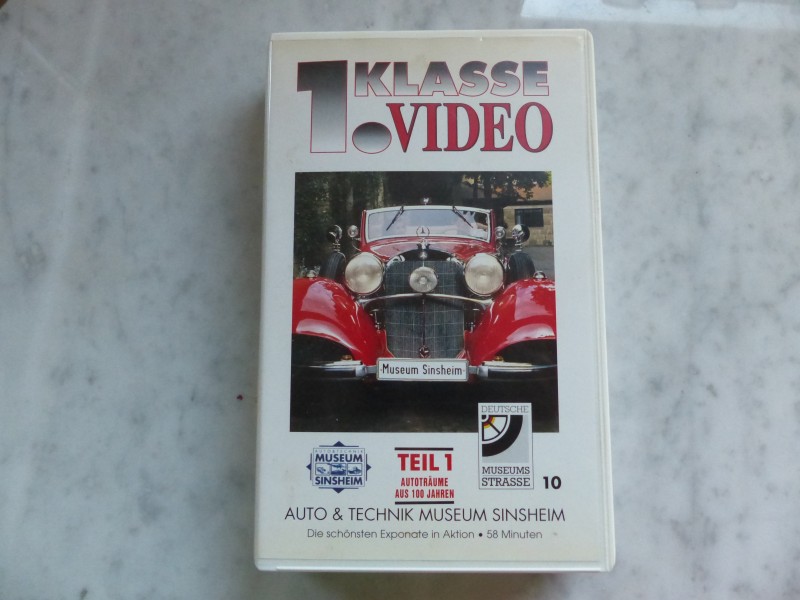 1. KLASSE
VIDEO
Museum Sinsheim
MUSEUM
SINSHEIM
TEIL 1
AUTOTRÄUME
AUS 100 JAHREN
DEUTSCHE
MUSEUMS
STRASSE
10
AUTO & TECHNIK MUSEUM SINSHEIM
Die schönsten Exponate in Aktion • 58 Minuten